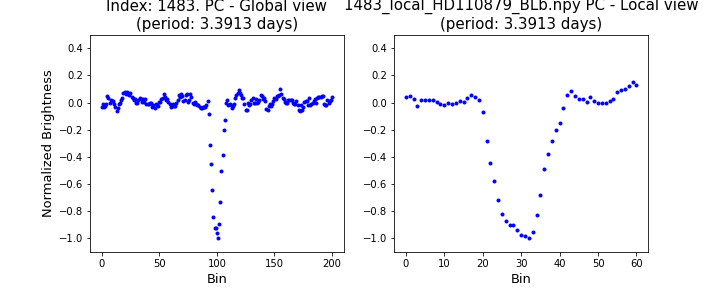 Index: 1483. PC - Global view
(period: 3.3913 days)
1483_local_HD110879_BLb.npy PC - Local view
(period: 3.3913 days)
Normalized Brightness
0.4
0.2
0.0
−0.2
−0.4
−0.6
−0.8
−1.0
0 50 100 150 200
Bin
0.4
0.2
0.0
−0.2
−0.4
−0.6
−0.8
−1.0
0 10 20 30 40 50 60
Bin